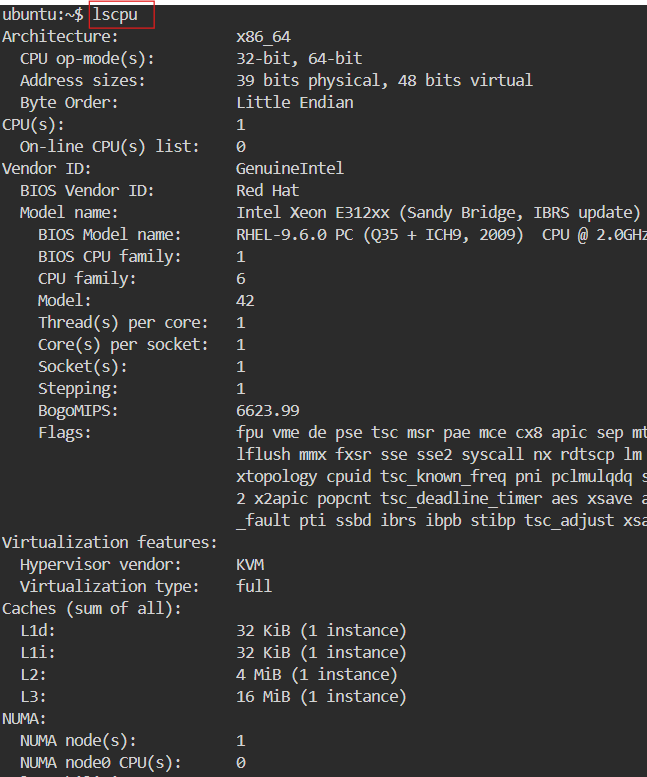 ubuntu:~$ lscpu
Architecture: x86_64
CPU op-mode(s): 32-bit, 64-bit
Address sizes: 39 bits physical, 48 bits virtual
Byte Order: Little Endian
CPU(s): 1
On-line CPU(s) list: 0
Vendor ID: GenuineIntel
BIOS Vendor ID: Red Hat
Model name: Intel Xeon E312xx (Sandy Bridge, IBRS update)
BIOS Model name: RHEL-9.6.0 PC (Q35 + ICH9, 2009) CPU @ 2.0GHz
BIOS CPU family: 1
CPU family: 6
Model: 42
Thread(s) per core: 1
Core(s) per socket: 1
Socket(s): 1
Stepping: 1
BogoMIPS: 6623.99
Flags: fpu vme de pse tsc msr pae mce cx8 apic sep mt
lflush mmx fxsr sse sse2 syscall nx rdtscp lm
xtopology cpuid tsc_known_freq pni pclmulqdq s
2 x2apic popcnt tsc_deadline_timer aes xsave a
_fault pti ssbd ibrs ibpb stibp tsc_adjust xsa
Virtualization features:
Hypervisor vendor: KVM
Virtualization type: full
Caches (sum of all):
L1d: 32 KiB (1 instance)
L1i: 32 KiB (1 instance)
L2: 4 MiB (1 instance)
L3: 16 MiB (1 instance)
NUMA:
NUMA node(s): 1
NUMA node0 CPU(s): 0